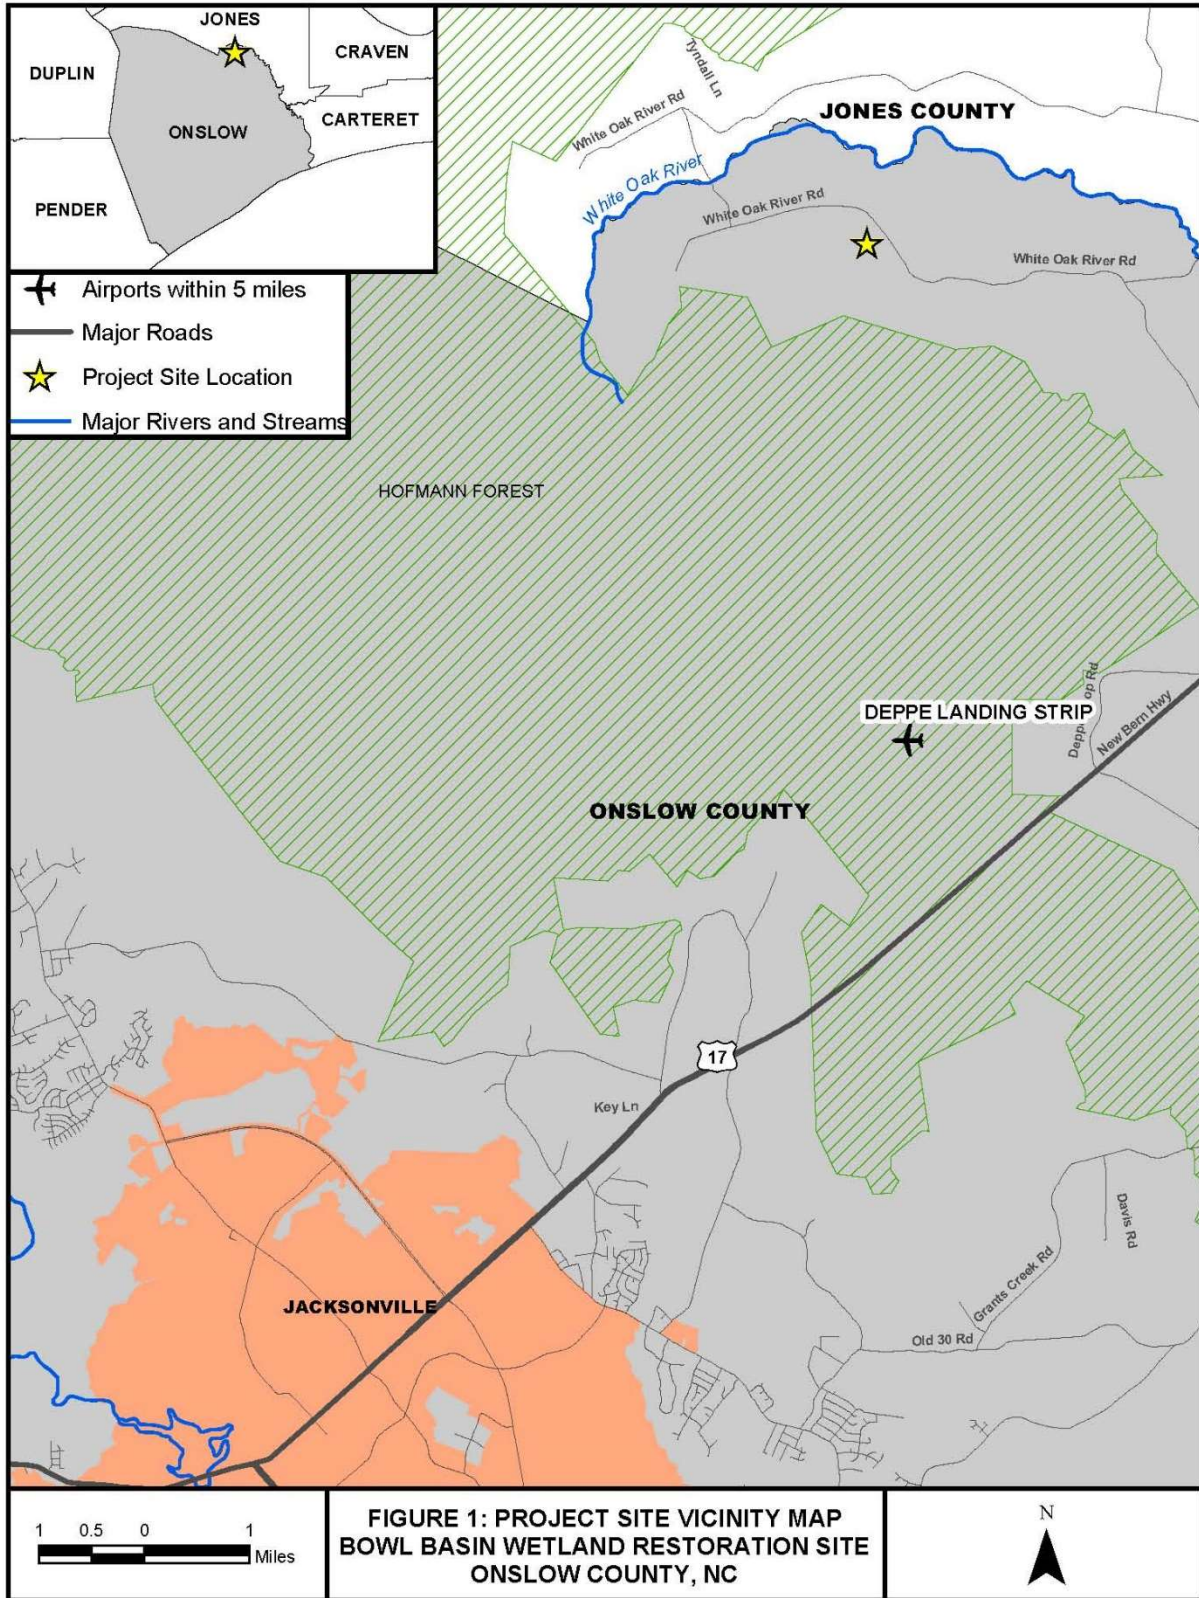 JONES
CRAVEN
DUPLIN
CARTERET
ONSLOW
PENDER
Airports within 5 miles
Major Roads
Project Site Location
Major Rivers and Streams
Tyndall Ln
White Oak River Rd
JONES COUNTY
White Oak River
White Oak River Rd
White Oak River Rd
HOFMANN FOREST
DEPPE LANDING STRIP
Deppe op Rd
New Bern Hwy
ONSLOW COUNTY
17
Key Ln
Davis Rd
Grants Creek Rd
JACKSONVILLE
Old 30 Rd
1 0.5 0 1
Miles
FIGURE 1: PROJECT SITE VICINITY MAP
BOWL BASIN WETLAND RESTORATION SITE
ONSLOW COUNTY, NC
N